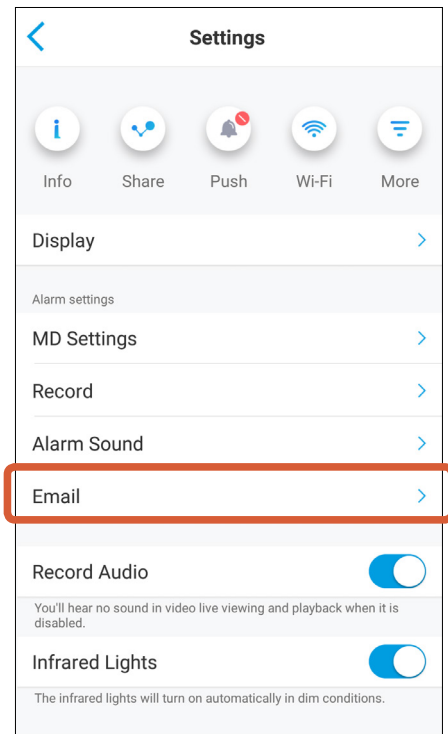 Settings
Info Share Push Wi-Fi More
Display
Alarm settings
MD Settings
Record
Alarm Sound
Email
Record Audio
You'll hear no sound in video live viewing and playback when it is
disabled.
Infrared Lights
The infrared lights will turn on automatically in dim conditions.